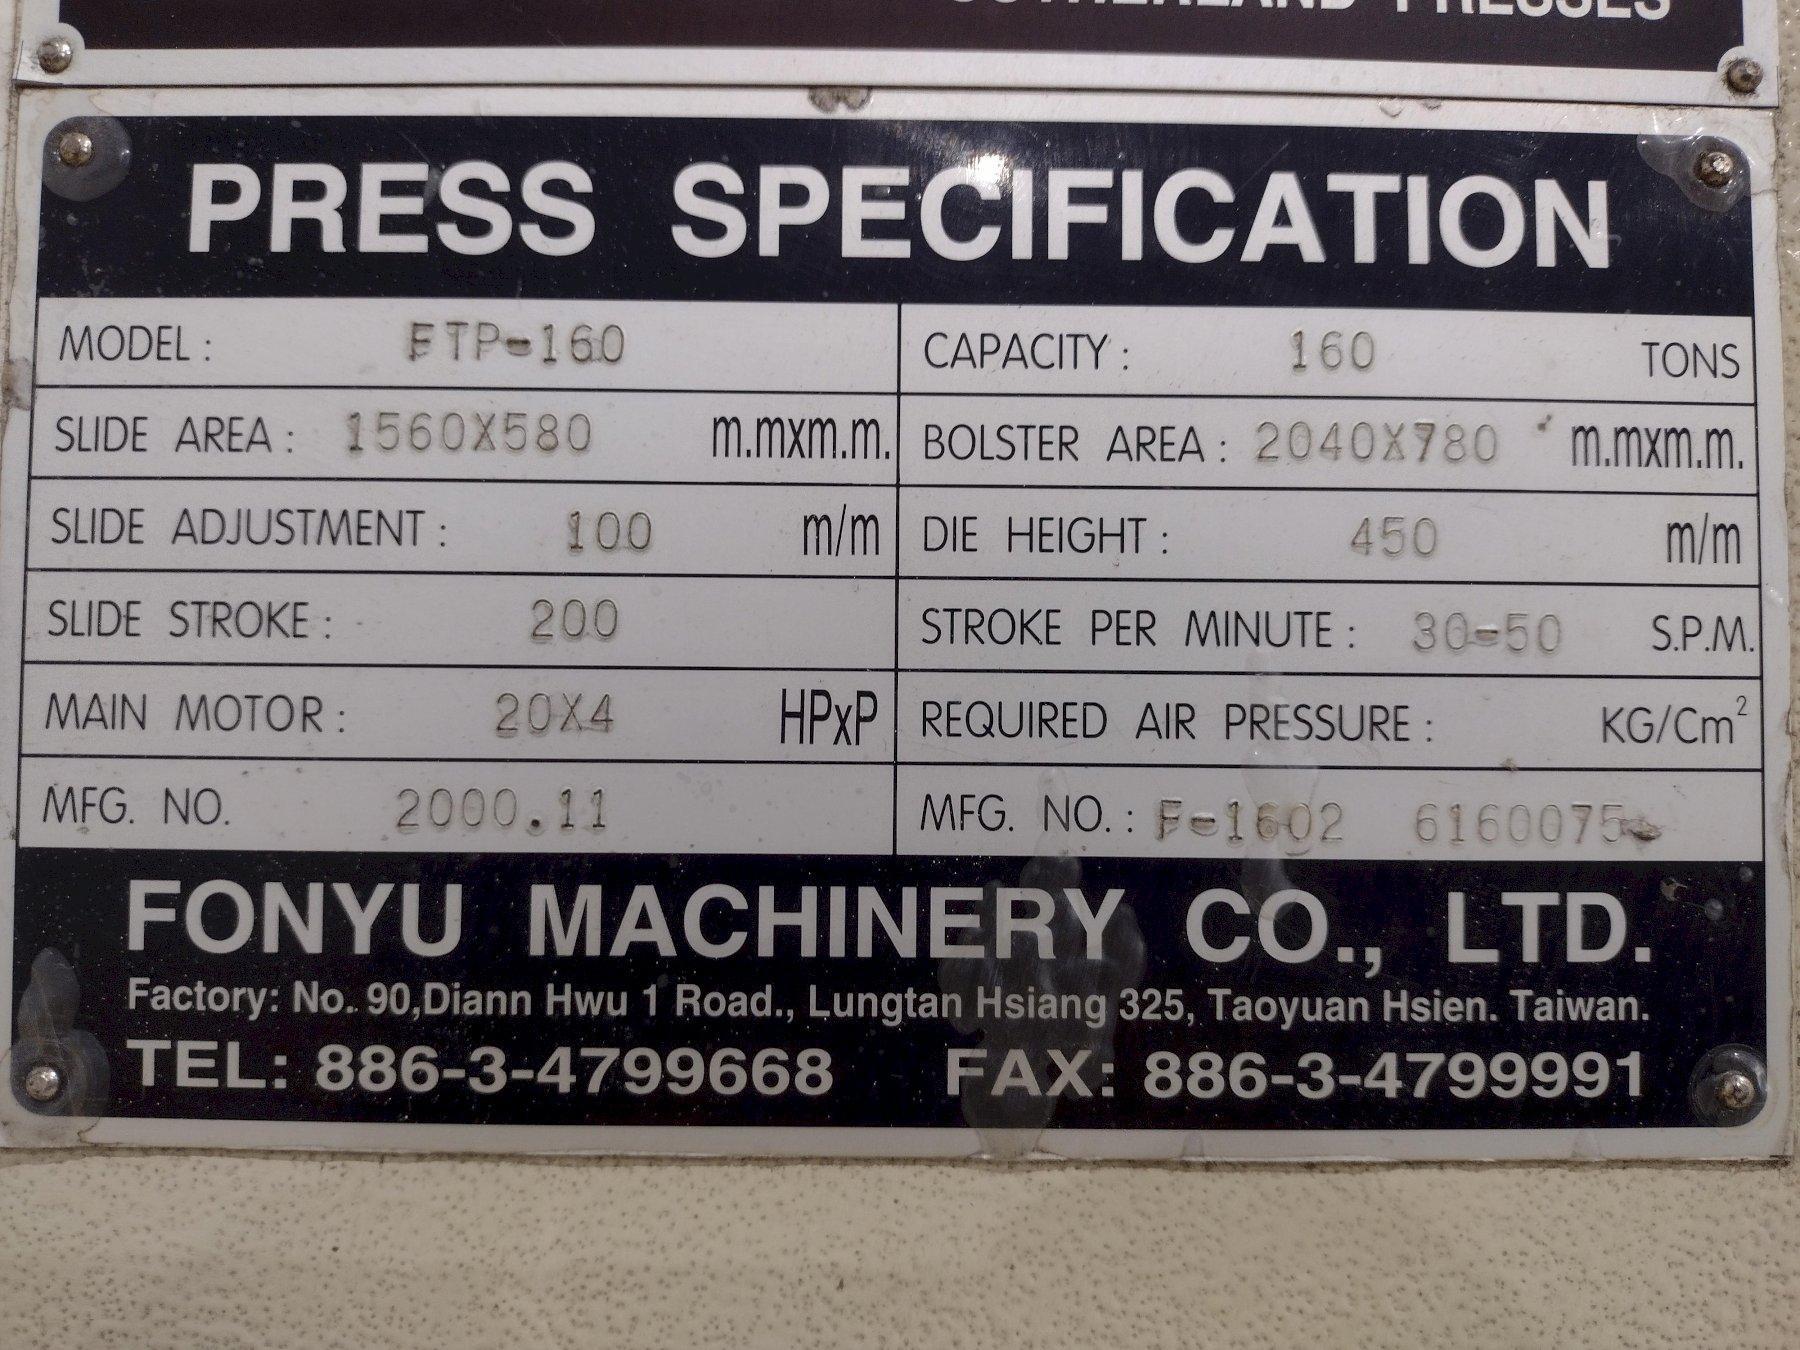 SUTHERLAND PRESSES
PRESS SPECIFICATION
MODEL : FTP-160 CAPACITY : 160 TONS
SLIDE AREA : 1560X580 m.mxm.m. BOLSTER AREA : 2040X780 m.mxm.m.
SLIDE ADJUSTMENT : 100 m/m DIE HEIGHT : 450 m/m
SLIDE STROKE : 200 STROKE PER MINUTE : 30-50 S.P.M.
MAIN MOTOR : 20X4 HPxP REQUIRED AIR PRESSURE : KG/Cm²
MFG. NO. 2000.11 MFG. NO. : F-1602 6160075
FONYU MACHINERY CO., LTD.
Factory: No. 90,Diann Hwu 1 Road., Lungtan Hsiang 325, Taoyuan Hsien. Taiwan.
TEL: 886-3-4799668 FAX: 886-3-4799991